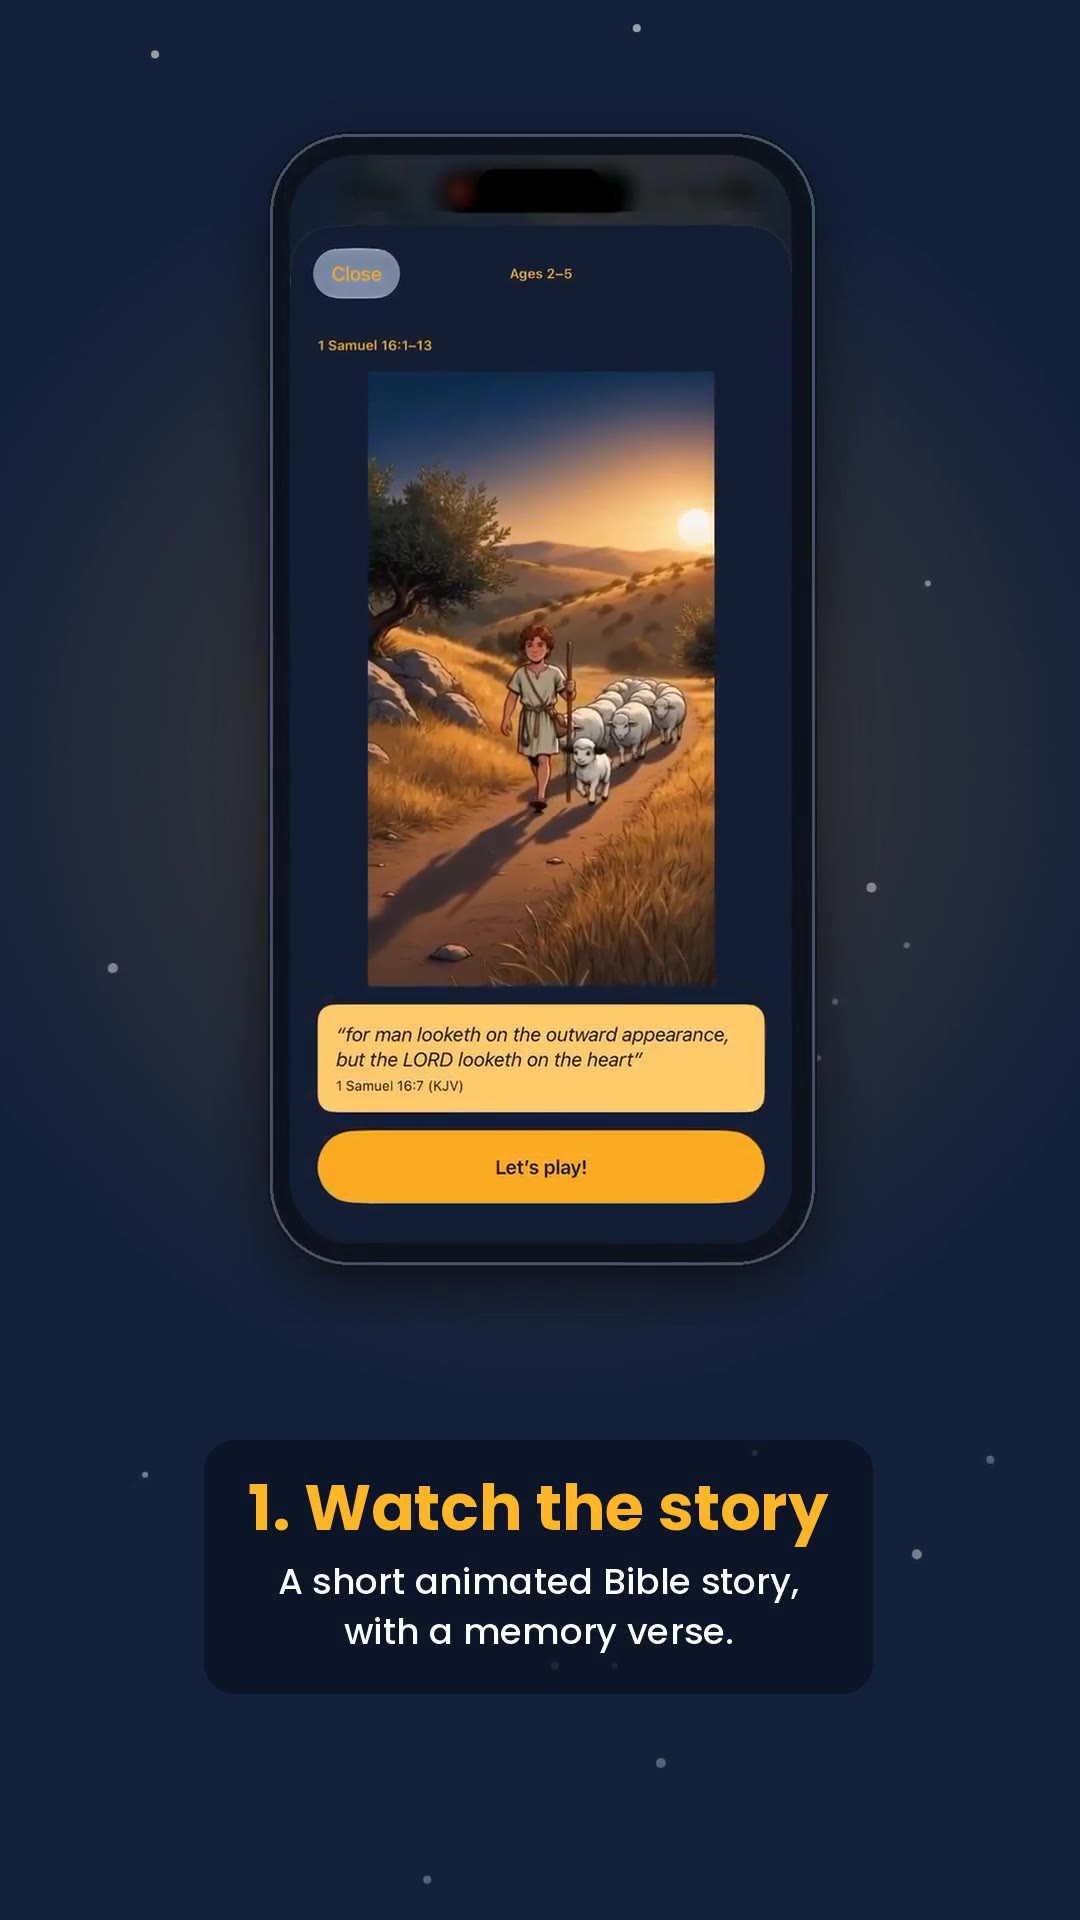 Close
Ages 2–5
1 Samuel 16:1–13
“for man looketh on the outward appearance,
but the LORD looketh on the heart”
1 Samuel 16:7 (KJV)
Let’s play!
1. Watch the story
A short animated Bible story,
with a memory verse.